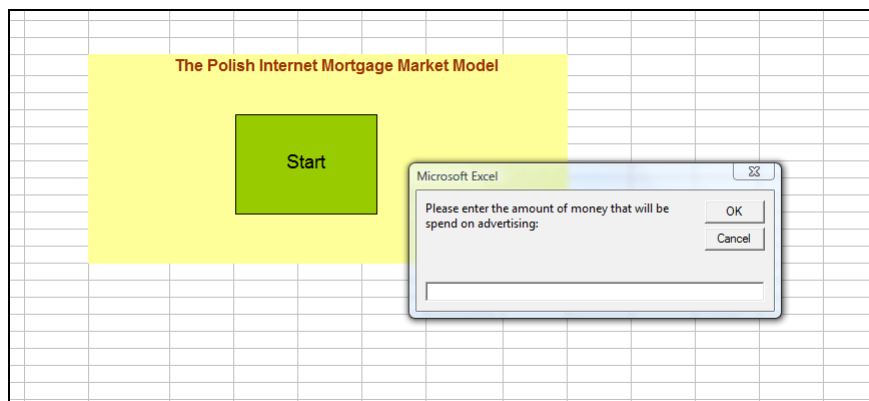 The Polish Internet Mortgage Market Model
Start
Microsoft Excel
Please enter the amount of money that will be
spend on advertising:
OK
Cancel